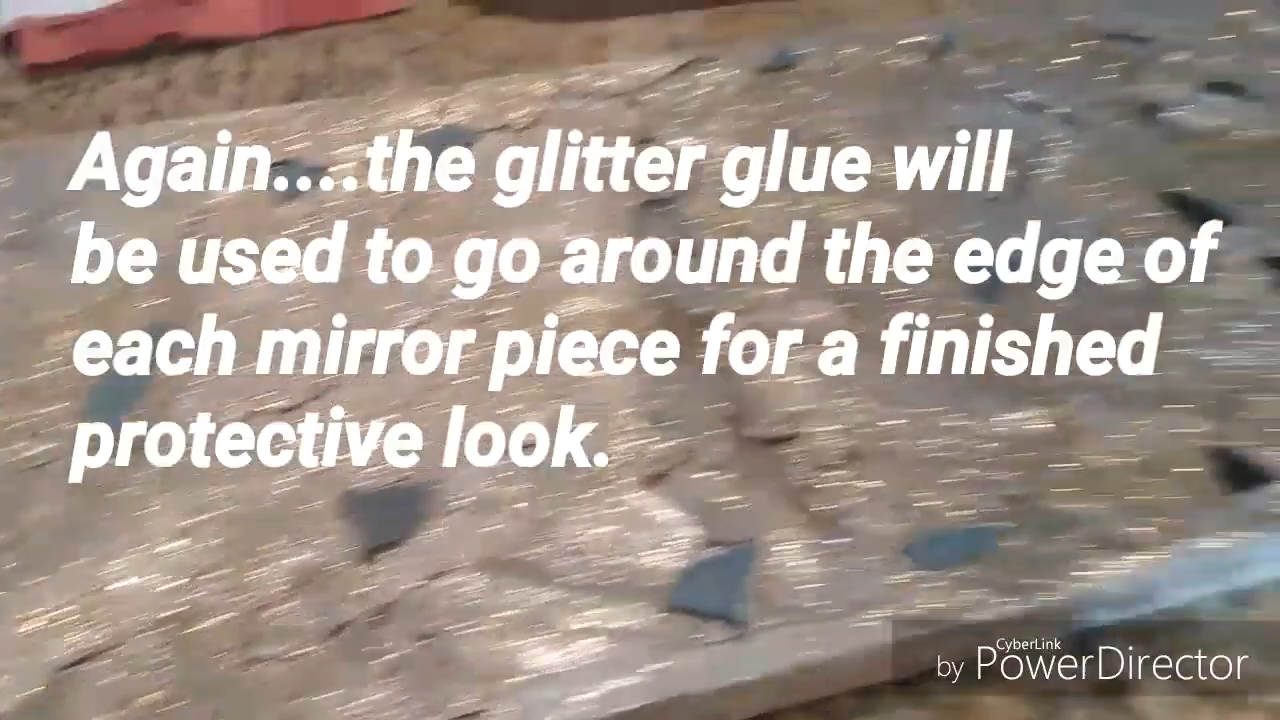 Again....the glitter glue will
be used to go around the edge of
each mirror piece for a finished
protective look.
CyberLink
by PowerDirector